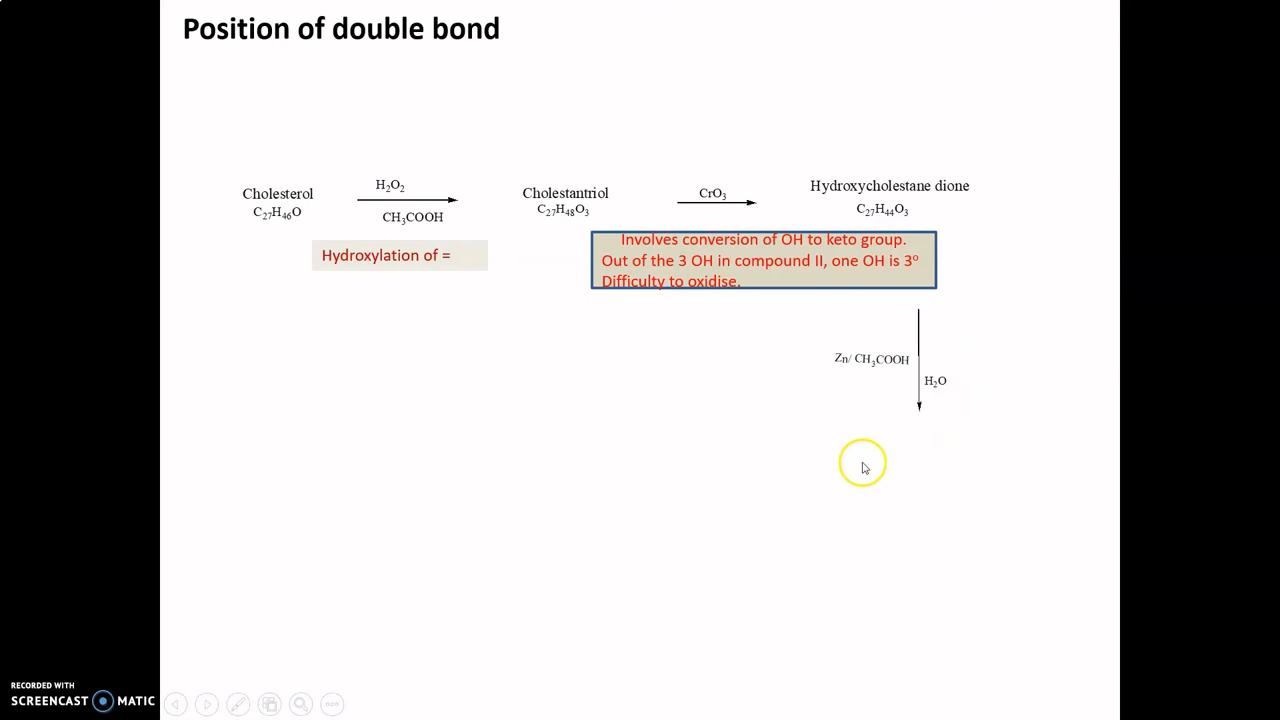 Position of double bond
Cholesterol
C₂₇H₄₆O
H₂O₂
CH₃COOH
Cholestantriol
C₂₇H₄₈O₃
CrO₃
Hydroxycholestane dione
C₂₇H₄₄O₃
Hydroxylation of =
Involves conversion of OH to keto group.
Out of the 3 OH in compound II, one OH is 3°
Difficulty to oxidise.
Zn/ CH₃COOH
H₂O
RECORDED WITH
SCREENCAST MATIC